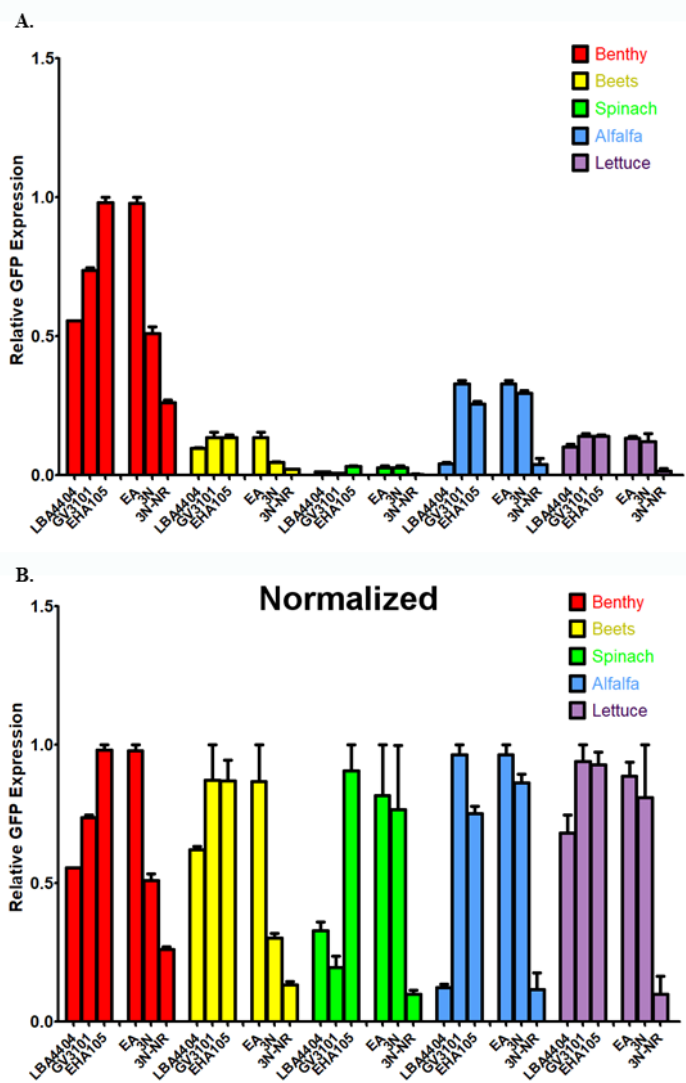 A.
Relative GFP Expression
1.5
1.0
0.5
0.0
Benthy
Beets
Spinach
Alfalfa
Lettuce
LBA4404 GV3101 EHA105 EA 3N 3N-NR LBA4404 GV3101 EHA105 EA 3N 3N-NR LBA4404 GV3101 EHA105 EA 3N 3N-NR LBA4404 GV3101 EHA105 EA 3N 3N-NR LBA4404 GV3101 EHA105 EA 3N 3N-NR
B.
Normalized
Relative GFP Expression
1.5
1.0
0.5
0.0
Benthy
Beets
Spinach
Alfalfa
Lettuce
LBA4404 GV3101 EHA105 EA 3N 3N-NR LBA4404 GV3101 EHA105 EA 3N 3N-NR LBA4404 GV3101 EHA105 EA 3N 3N-NR LBA4404 GV3101 EHA105 EA 3N 3N-NR LBA4404 GV3101 EHA105 EA 3N 3N-NR